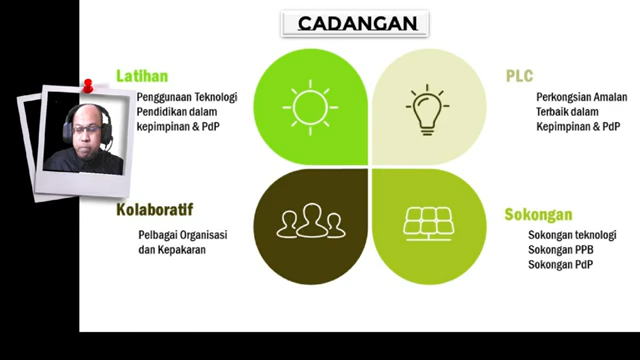 CADANGAN
Latihan
Penggunaan Teknologi
Pendidikan dalam
kepimpinan & PdP
PLC
Perkongsian Amalan
Terbaik dalam
Kepimpinan & PdP
Kolaboratif
Pelbagai Organisasi
dan Kepakaran
Sokongan
Sokongan teknologi
Sokongan PPB
Sokongan PdP